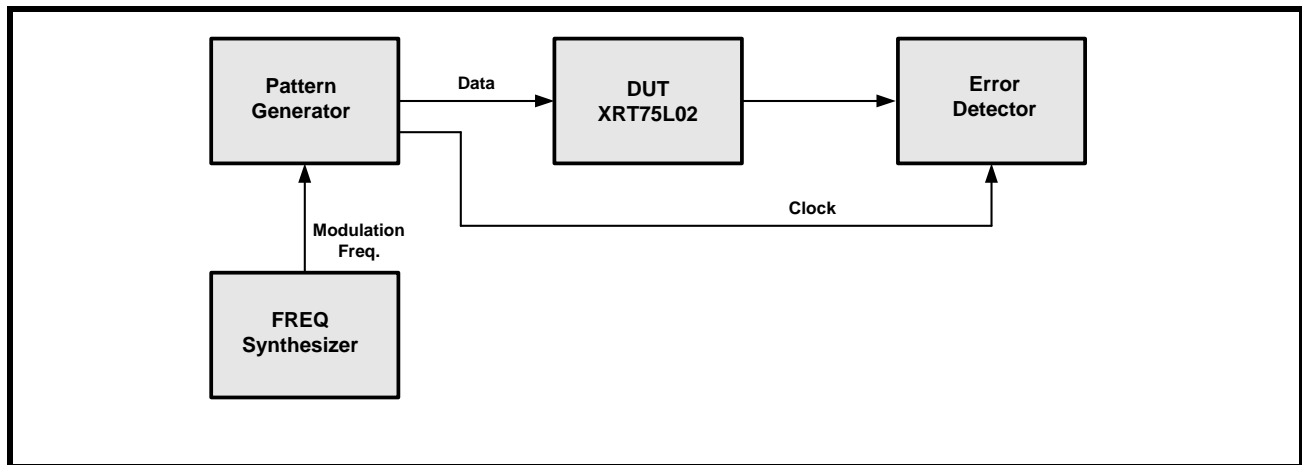 Pattern
Generator
Data
DUT
XRT75L02
Error
Detector
Clock
Modulation
Freq.
FREQ
Synthesizer